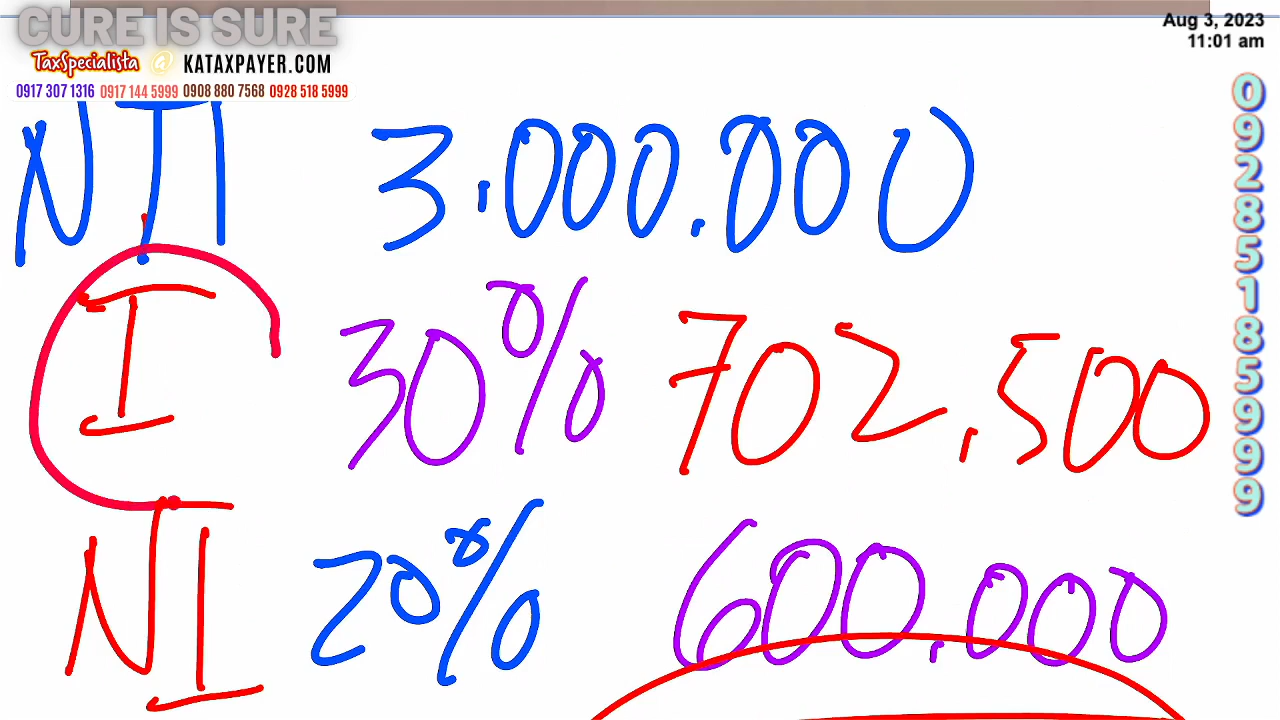 CURE IS SURE
TaxSpecialista @ KATAXPAYER.COM
0917 307 1316 0917 144 5999 0908 880 7568 0928 518 5999
Aug 3, 2023
11:01 am
09285185999
NTI 3.000.000
I 30% 702,500
NI 20% 600,000